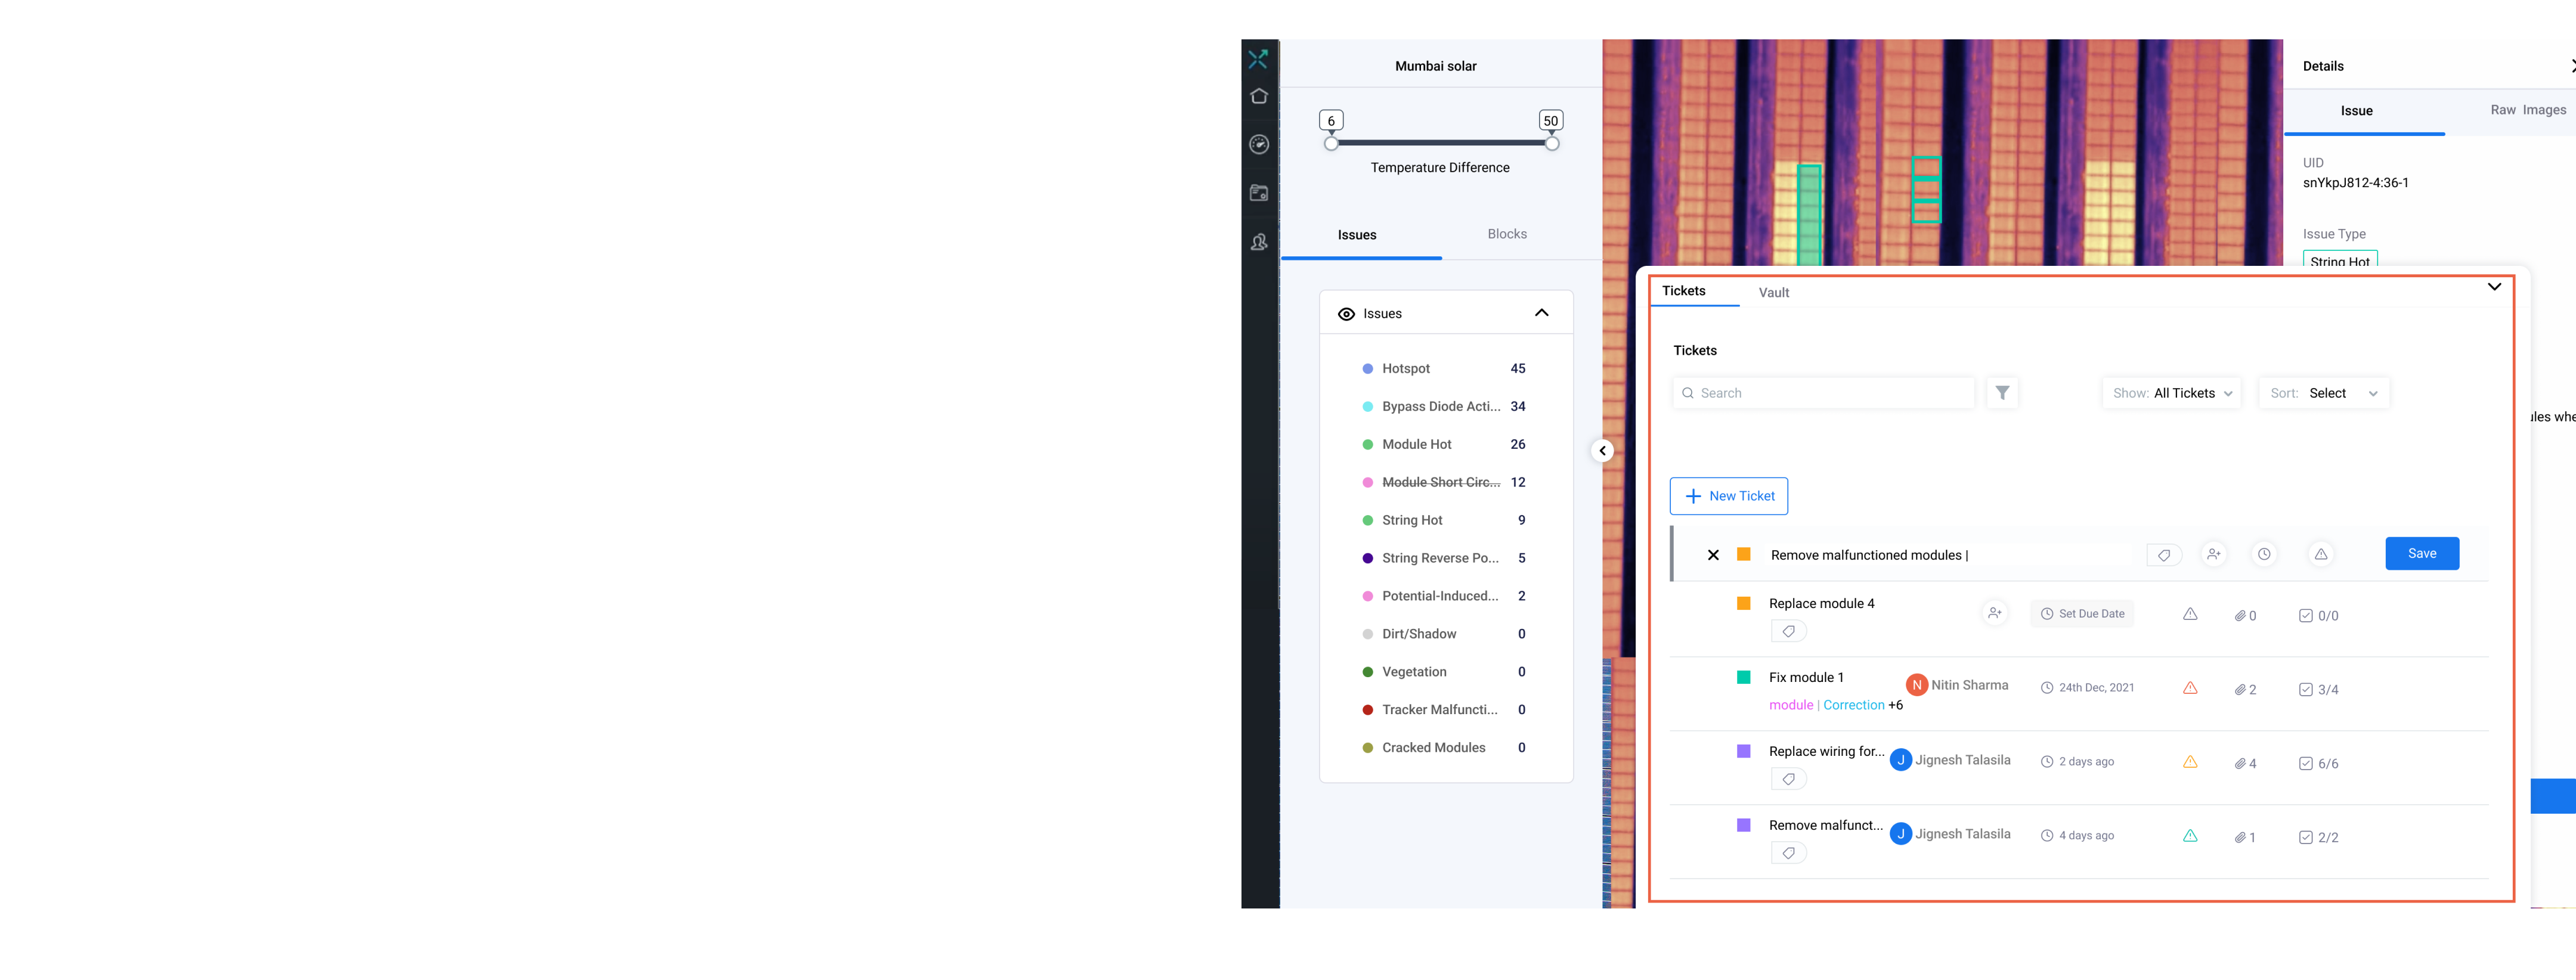 Mumbai solar
6
50
Temperature Difference
Issues
Blocks
Issues
Hotspot 45
Bypass Diode Acti... 34
Module Hot 26
Module Short Circ... 12
String Hot 9
String Reverse Po... 5
Potential-Induced... 2
Dirt/Shadow 0
Vegetation 0
Tracker Malfuncti... 0
Cracked Modules 0
Details
Issue
Raw Images
UID
snYkpJ812-4:36-1
Issue Type
String Hot
Tickets
Vault
Tickets
Search
Show: All Tickets
Sort: Select
New Ticket
Remove malfunctioned modules |
Save
Replace module 4
Set Due Date
0
0/0
Fix module 1
N Nitin Sharma
24th Dec, 2021
2
3/4
module | Correction +6
Replace wiring for...
J Jignesh Talasila
2 days ago
4
6/6
Remove malfunct...
J Jignesh Talasila
4 days ago
1
2/2